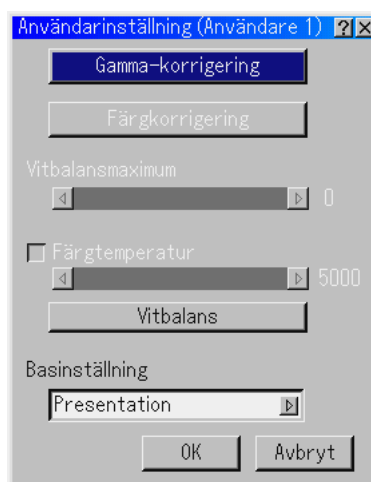 Användarinställning (Användare 1)
Gamma-korrigering
Färgkorrigering
Vitbalansmaximum
0
Färgtemperatur
5000
Vitbalans
Basinställning
Presentation
OK Avbryt